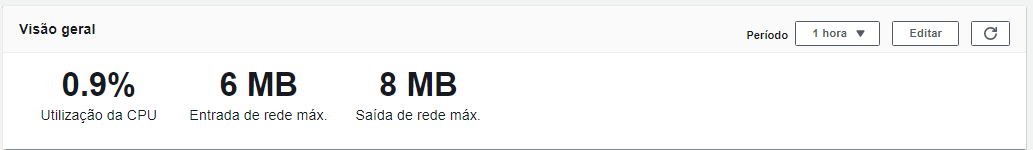 Visão geral
Período 1 hora Editar
0.9% 6 MB 8 MB
Utilização da CPU Entrada de rede máx. Saída de rede máx.